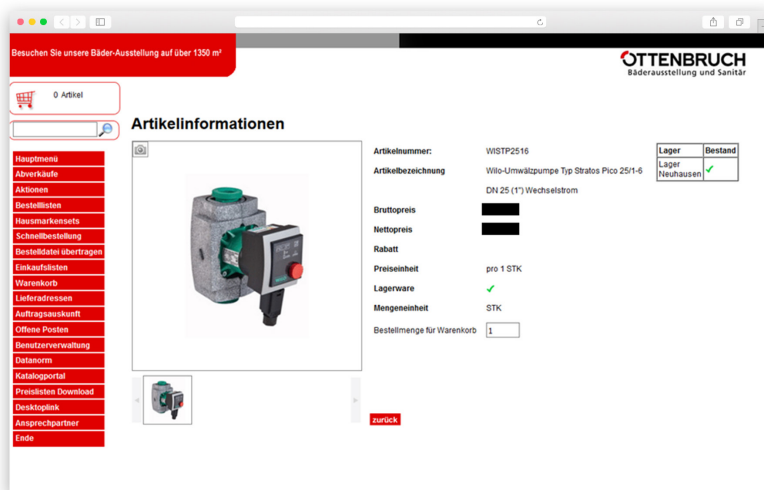 Besuchen Sie unsere Bäder-Ausstellung auf über 1350 m²
OTTENBRUCH
Bäderausstellung und Sanitär
0 Artikel
Artikelinformationen
Hauptmenü
Abverkäufe
Aktionen
Bestelllisten
Hausmarkensets
Schnellbestellung
Bestelldatei übertragen
Einkaufslisten
Warenkorb
Lieferadressen
Auftragsauskunft
Offene Posten
Benutzerverwaltung
Datanorm
Katalogportal
Preislisten Download
Desktoplink
Ansprechpartner
Ende
Artikelnummer: WISTP2516
Artikelbezeichnung Wilo-Umwälzpumpe Typ Stratos Pico 25/1-6
DN 25 (1") Wechselstrom
Bruttopreis
Nettopreis
Rabatt
Preiseinheit pro 1 STK
Lagerware
Mengeneinheit STK
Bestellmenge für Warenkorb 1
zurück
Lager Bestand
Lager
Neuhausen